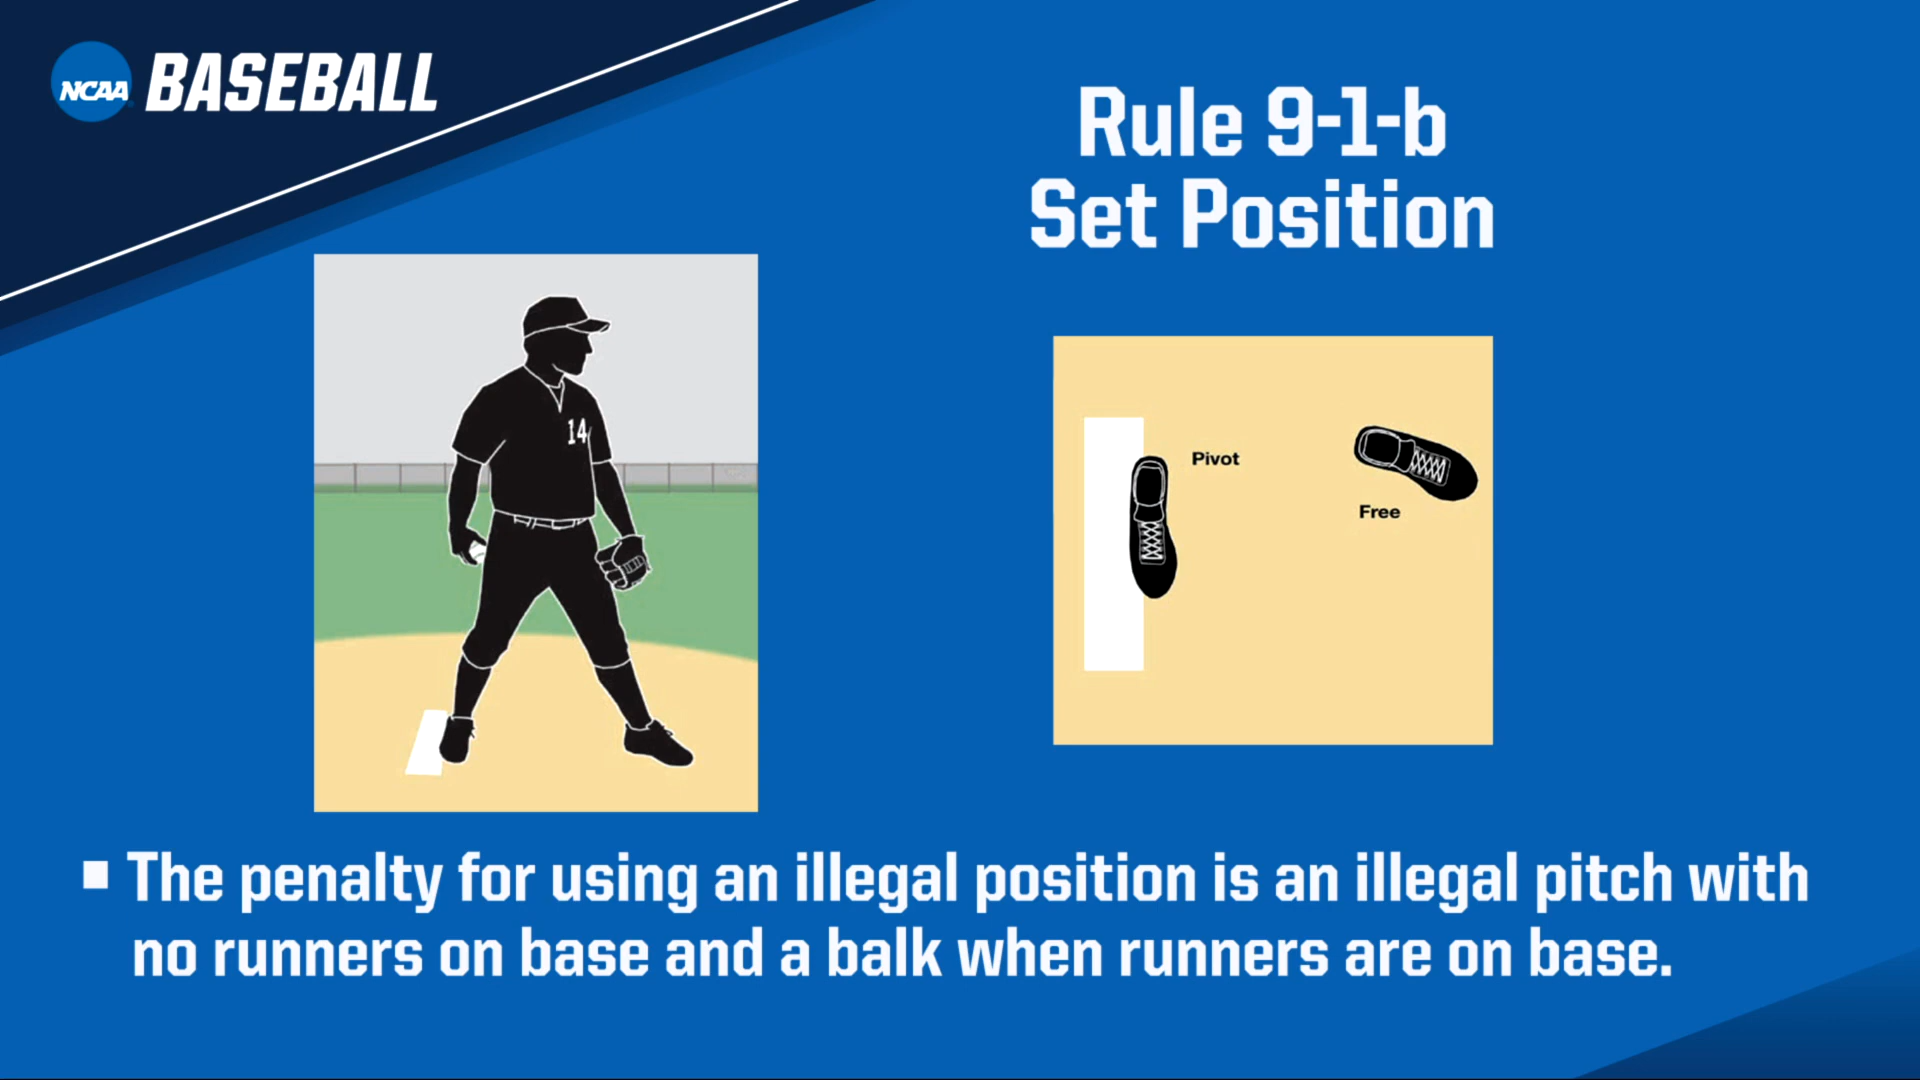 NCAA BASEBALL
Rule 9-1-b
Set Position
14
Pivot
Free
The penalty for using an illegal position is an illegal pitch with
no runners on base and a balk when runners are on base.